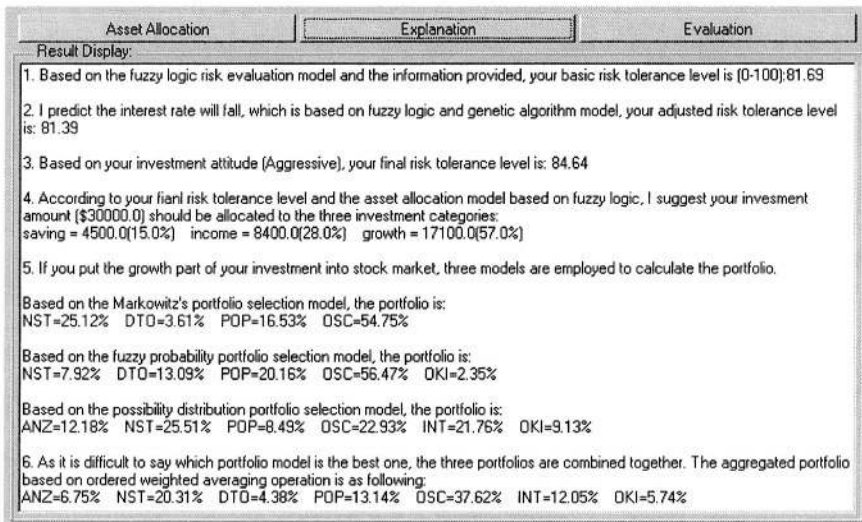 Asset Allocation
Explanation
Evaluation
Result Display:
1. Based on the fuzzy logic risk evaluation model and the information provided, your basic risk tolerance level is (0-100):81.69
2. I predict the interest rate will fall, which is based on fuzzy logic and genetic algorithm model, your adjusted risk tolerance level
is: 81.39
3. Based on your investment attitude (Aggressive), your final risk tolerance level is: 84.64
4. According to your fianl risk tolerance level and the asset allocation model based on fuzzy logic, I suggest your invesment
amount ($30000.0) should be allocated to the three investment categories:
saving = 4500.0(15.0%) income = 8400.0(28.0%) growth = 17100.0(57.0%)
5. If you put the growth part of your investment into stock market, three models are employed to calculate the portfolio.
Based on the Markowitz's portfolio selection model, the portfolio is:
NST=25.12% DTO=3.61% POP=16.53% OSC=54.75%
Based on the fuzzy probability portfolio selection model, the portfolio is:
NST=7.92% DTO=13.09% POP=20.16% OSC=56.47% OKI=2.35%
Based on the possibility distribution portfolio selection model, the portfolio is:
ANZ=12.18% NST=25.51% POP=8.49% OSC=22.93% INT=21.76% OKI=9.13%
6. As it is difficult to say which portfolio model is the best one, the three portfolios are combined together. The aggregated portfolio
based on ordered weighted averaging operation is as following:
ANZ=6.75% NST=20.31% DTO=4.38% POP=13.14% OSC=37.62% INT=12.05% OKI=5.74%